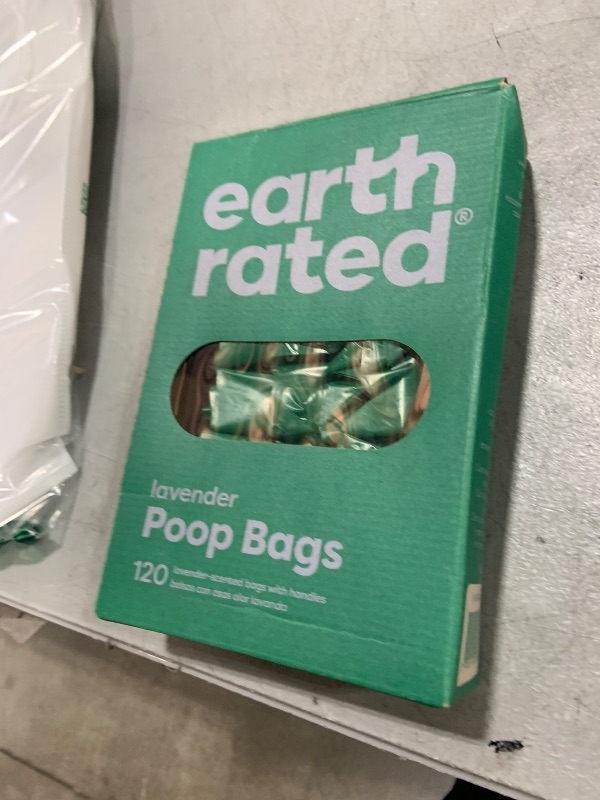 earth
rated®
lavender
Poop Bags
120
lavender-scented bags with handles
bolsas con asas olor lavanda